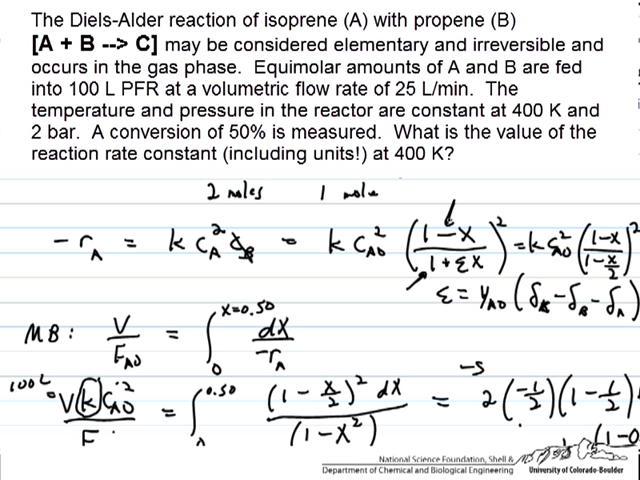 The Diels-Alder reaction of isoprene (A) with propene (B)
[A + B --> C] may be considered elementary and irreversible and
occurs in the gas phase. Equimolar amounts of A and B are fed
into 100 L PFR at a volumetric flow rate of 25 L/min. The
temperature and pressure in the reactor are constant at 400 K and
2 bar. A conversion of 50% is measured. What is the value of the
reaction rate constant (including units!) at 400 K?
2 moles 1 mole
-r_A = k C_A^2 = k C_A0^2 ((1-X)/(1+εX))^2 = k C_A0^2 ((1-X)/(1-X/2))^2
ε = y_A0 (δ_C - δ_B - δ_A)
MB: V/F_A0 = ∫_0^{X=0.50} dX/-r_A
100 L -.5
V k C_A0^2 / F = ∫^{0.50} (1-X/2)^2 dX / (1-X^2) = 2(-1/2)(1-1/2)
National Science Foundation, Shell &
Department of Chemical and Biological Engineering University of Colorado-Boulder